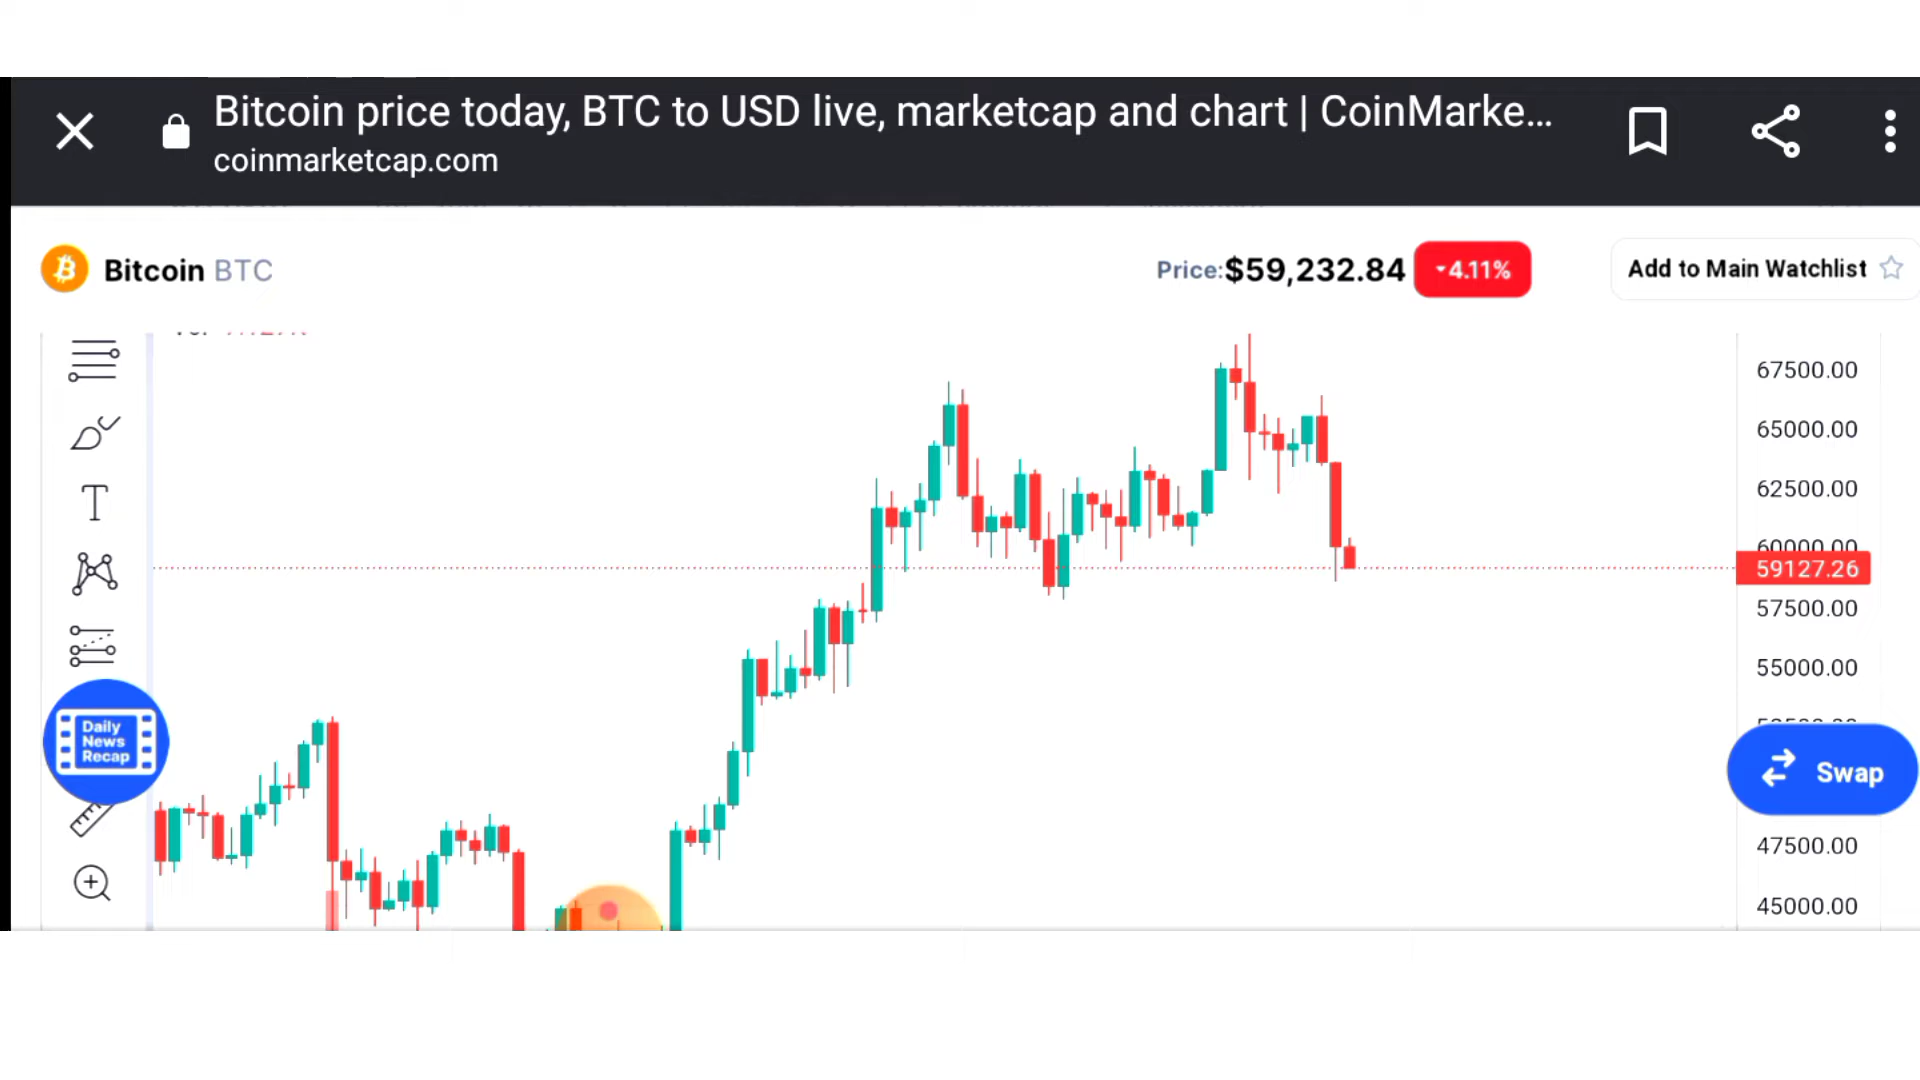 Bitcoin price today, BTC to USD live, marketcap and chart | CoinMarke...
coinmarketcap.com
Bitcoin BTC
Price:$59,232.84
4.11%
Add to Main Watchlist
67500.00
65000.00
62500.00
60000.00
59127.26
57500.00
55000.00
Daily
News
Recap
Swap
47500.00
45000.00